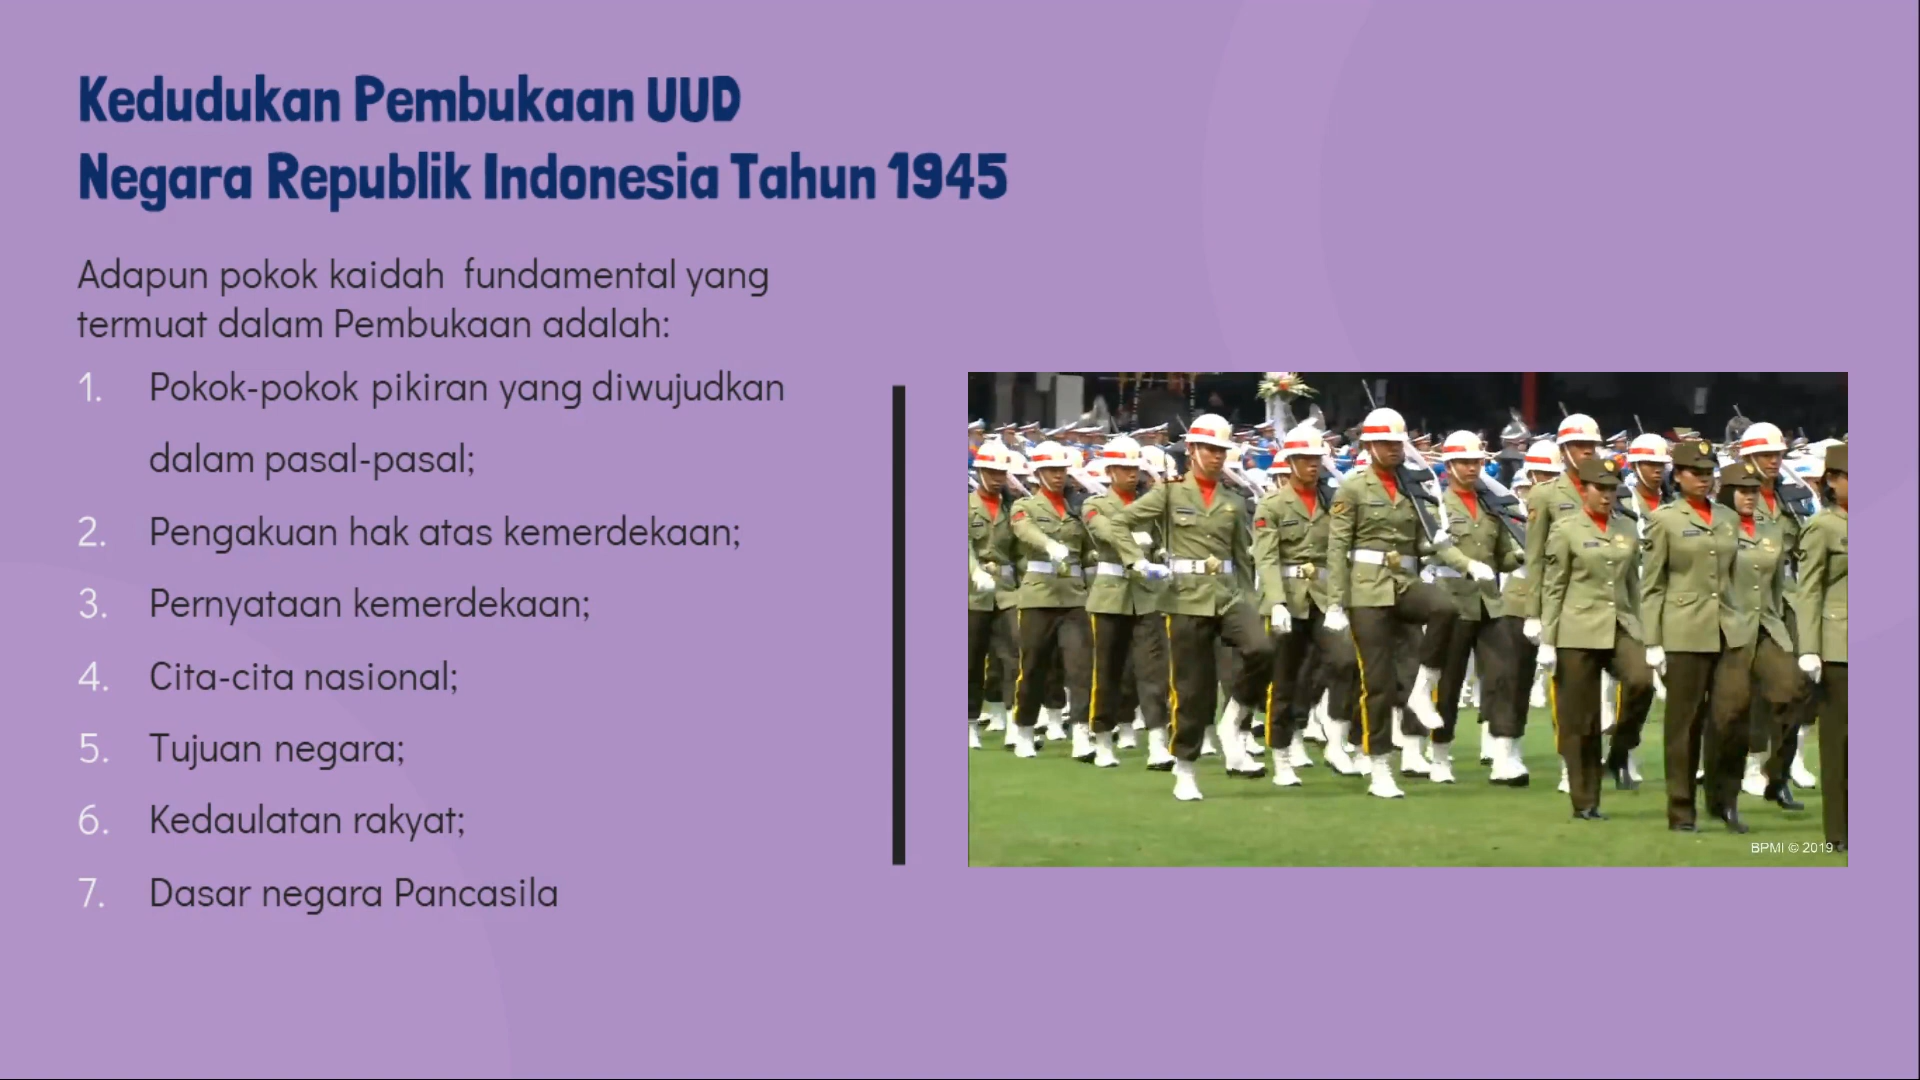 Kedudukan Pembukaan UUD
Negara Republik Indonesia Tahun 1945
Adapun pokok kaidah fundamental yang
termuat dalam Pembukaan adalah:
1. Pokok-pokok pikiran yang diwujudkan
dalam pasal-pasal;
2. Pengakuan hak atas kemerdekaan;
3. Pernyataan kemerdekaan;
4. Cita-cita nasional;
5. Tujuan negara;
6. Kedaulatan rakyat;
7. Dasar negara Pancasila
BPMI © 2019